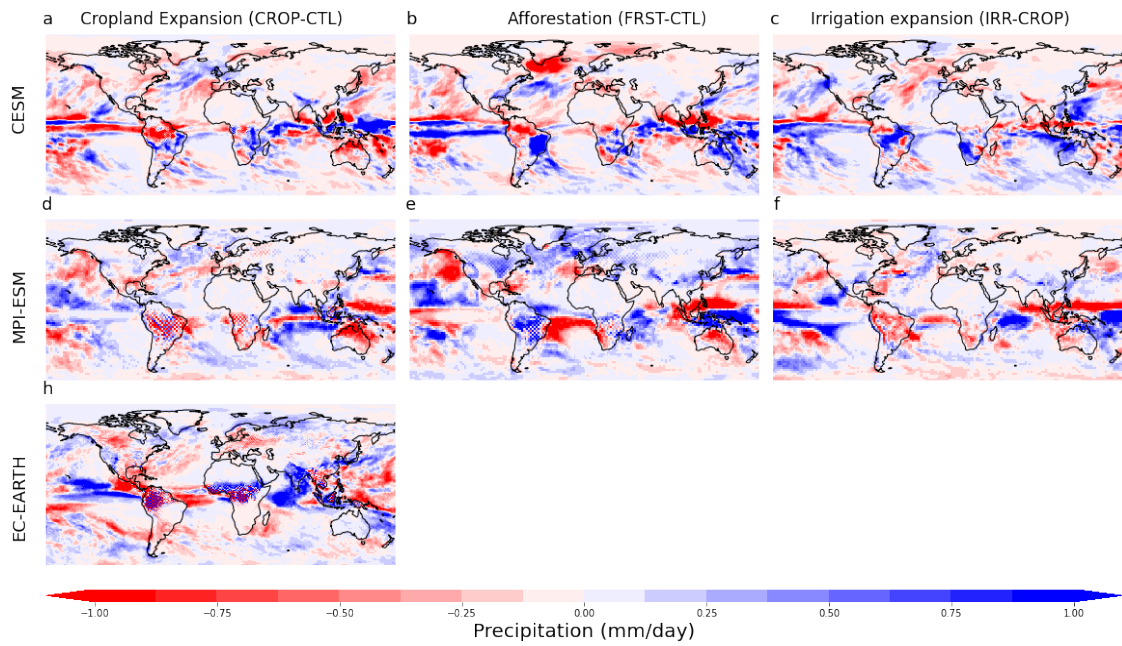 a Cropland Expansion (CROP-CTL) b Afforestation (FRST-CTL) c Irrigation expansion (IRR-CROP)
CESM
d e f
MPI-ESM
h
EC-EARTH
−1.00 −0.75 −0.50 −0.25 0.00 0.25 0.50 0.75 1.00
Precipitation (mm/day)